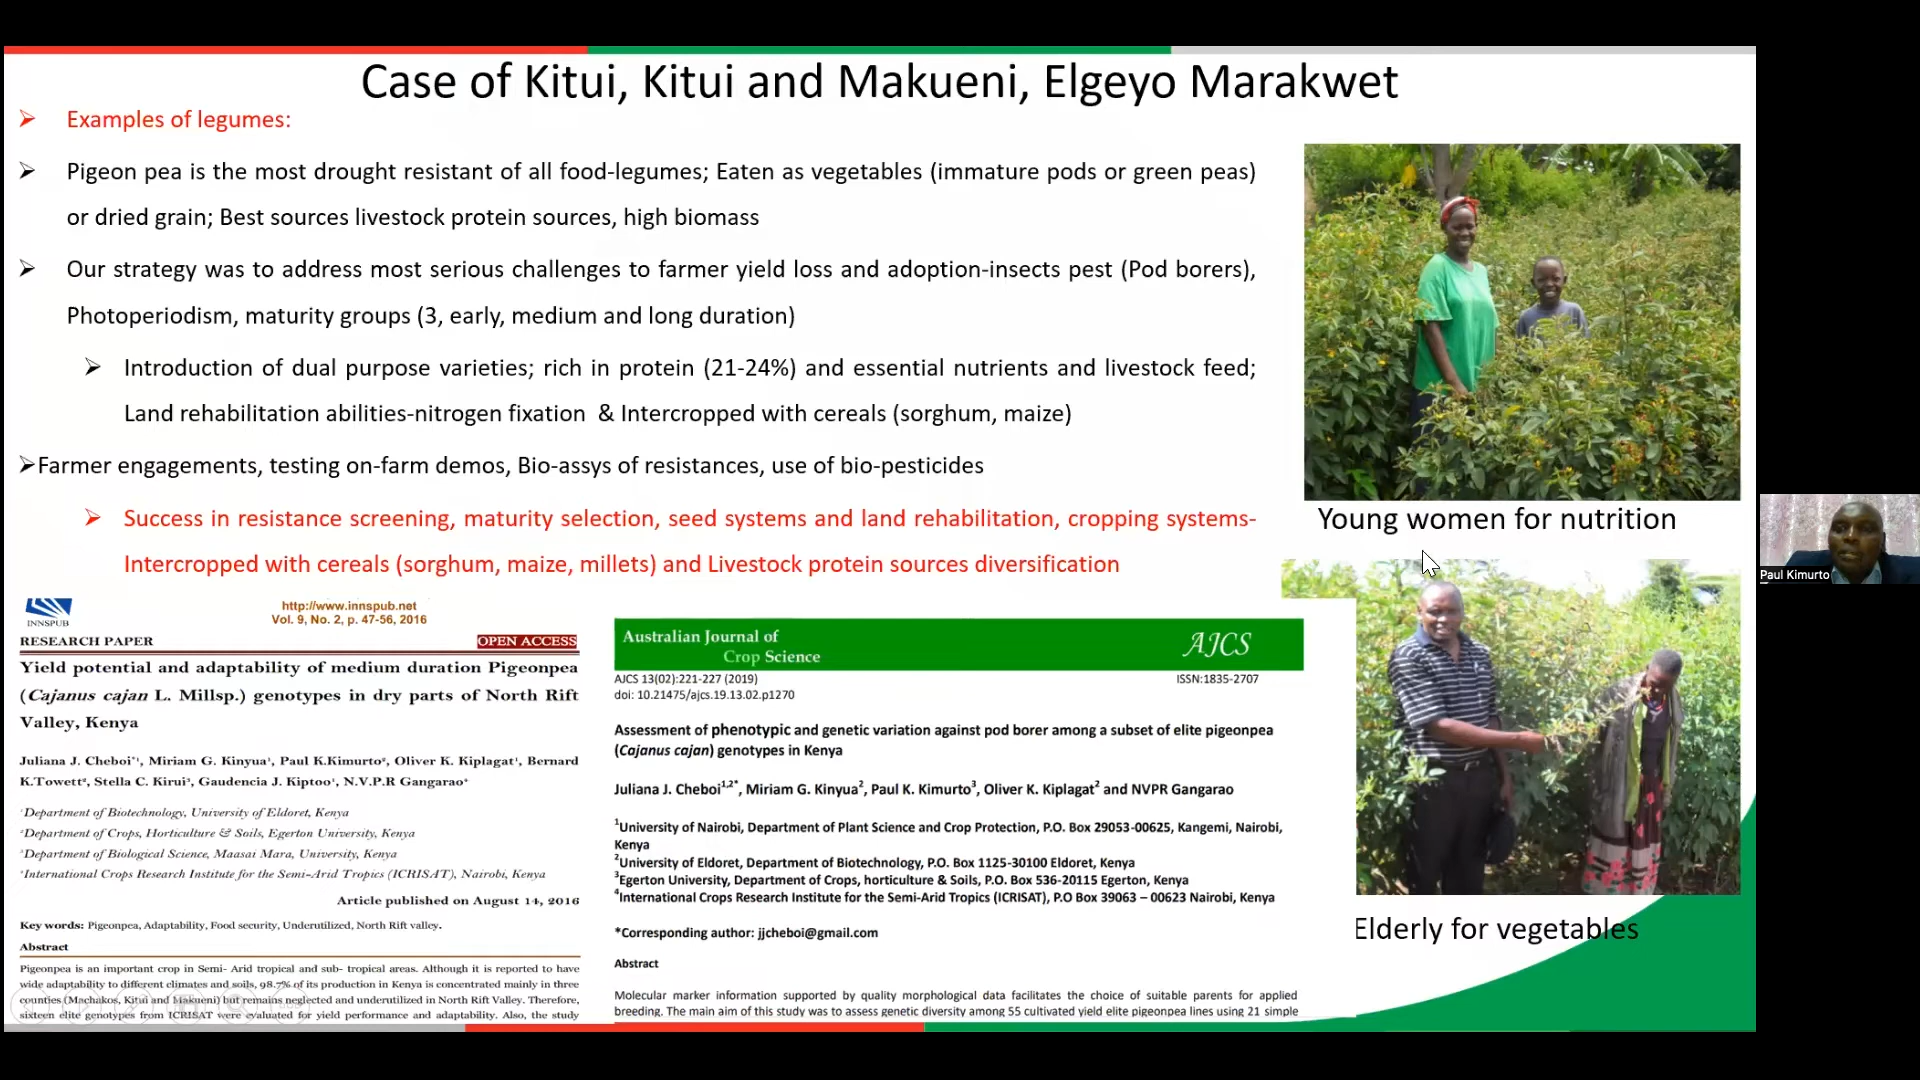 Case of Kitui, Kitui and Makueni, Elgeyo Marakwet
Examples of legumes:
Pigeon pea is the most drought resistant of all food-legumes; Eaten as vegetables (immature pods or green peas)
or dried grain; Best sources livestock protein sources, high biomass
Our strategy was to address most serious challenges to farmer yield loss and adoption-insects pest (Pod borers),
Photoperiodism, maturity groups (3, early, medium and long duration)
Introduction of dual purpose varieties; rich in protein (21-24%) and essential nutrients and livestock feed;
Land rehabilitation abilities-nitrogen fixation & Intercropped with cereals (sorghum, maize)
Farmer engagements, testing on-farm demos, Bio-assys of resistances, use of bio-pesticides
Success in resistance screening, maturity selection, seed systems and land rehabilitation, cropping systems-
Intercropped with cereals (sorghum, maize, millets) and Livestock protein sources diversification
Young women for nutrition
Elderly for vegetables
Paul Kimurto
INNSPUB
http://www.innspub.net
Vol. 9, No. 2, p. 47-56, 2016
RESEARCH PAPER OPEN ACCESS
Yield potential and adaptability of medium duration Pigeonpea
(Cajanus cajan L. Millsp.) genotypes in dry parts of North Rift
Valley, Kenya
Juliana J. Cheboi*¹, Miriam G. Kinyua¹, Paul K.Kimurto², Oliver K. Kiplagat¹, Bernard
K.Towett², Stella C. Kirui³, Gaudencia J. Kiptoo¹, N.V.P.R Gangarao⁴
¹Department of Biotechnology, University of Eldoret, Kenya
²Department of Crops, Horticulture & Soils, Egerton University, Kenya
³Department of Biological Science, Maasai Mara, University, Kenya
⁴International Crops Research Institute for the Semi-Arid Tropics (ICRISAT), Nairobi, Kenya
Article published on August 14, 2016
Key words: Pigeonpea, Adaptability, Food security, Underutilized, North Rift valley.
Abstract
Pigeonpea is an important crop in Semi- Arid tropical and sub- tropical areas. Although it is reported to have
wide adaptability to different climates and soils, 98.7% of its production in Kenya is concentrated mainly in three
counties (Machakos, Kitui and Makueni) but remains neglected and underutilized in North Rift Valley. Therefore,
sixteen elite genotypes from ICRISAT were evaluated for yield performance and adaptability. Also, the study
Australian Journal of
Crop Science
AJCS
AJCS 13(02):221-227 (2019) ISSN:1835-2707
doi: 10.21475/ajcs.19.13.02.p1270
Assessment of phenotypic and genetic variation against pod borer among a subset of elite pigeonpea
(Cajanus cajan) genotypes in Kenya
Juliana J. Cheboi¹,²*, Miriam G. Kinyua², Paul K. Kimurto³, Oliver K. Kiplagat² and NVPR Gangarao
¹University of Nairobi, Department of Plant Science and Crop Protection, P.O. Box 29053-00625, Kangemi, Nairobi,
Kenya
²University of Eldoret, Department of Biotechnology, P.O. Box 1125-30100 Eldoret, Kenya
³Egerton University, Department of Crops, horticulture & Soils, P.O. Box 536-20115 Egerton, Kenya
⁴International Crops Research Institute for the Semi-Arid Tropics (ICRISAT), P.O Box 39063 – 00623 Nairobi, Kenya
*Corresponding author: jjcheboi@gmail.com
Abstract
Molecular marker information supported by quality morphological data facilitates the choice of suitable parents for applied
breeding. The main aim of this study was to assess genetic diversity among 55 cultivated yield elite pigeonpea lines using 21 simple